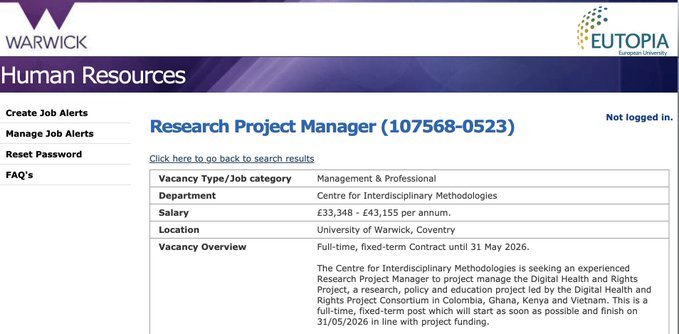 WARWICK
EUTOPIA
European University
Human Resources
Create Job Alerts
Manage Job Alerts
Reset Password
FAQ's
Not logged in.
Research Project Manager (107568-0523)
Click here to go back to search results
Vacancy Type/Job category Management & Professional
Department Centre for Interdisciplinary Methodologies
Salary £33,348 - £43,155 per annum.
Location University of Warwick, Coventry
Vacancy Overview Full-time, fixed-term Contract until 31 May 2026.
The Centre for Interdisciplinary Methodologies is seeking an experienced
Research Project Manager to project manage the Digital Health and Rights
Project, a research, policy and education project led by the Digital Health and
Rights Project Consortium in Colombia, Ghana, Kenya and Vietnam. This is a
full-time, fixed-term post which will start as soon as possible and finish on
31/05/2026 in line with project funding.